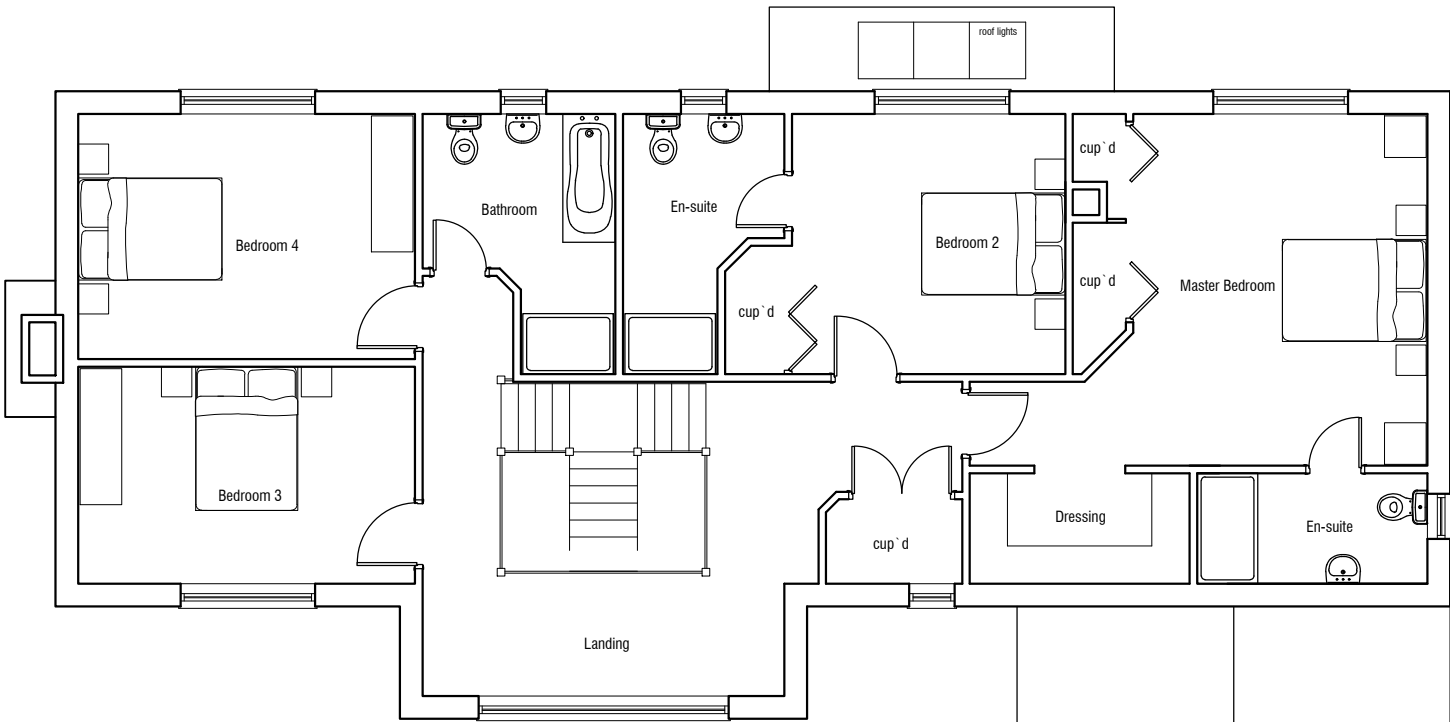 roof lights
cup`d
Bathroom
En-suite
Bedroom 4
Bedroom 2
cup`d
Master Bedroom
cup`d
Bedroom 3
Dressing
En-suite
cup`d
Landing